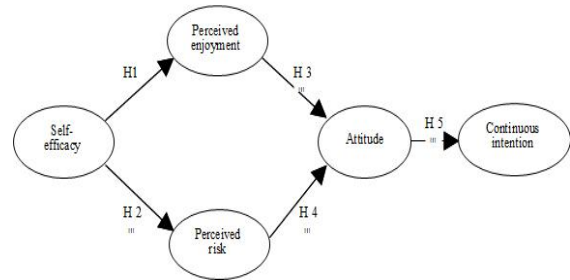 Perceived
enjoyment
H1
H 3
Self-
efficacy
Attitude
H 5
Continuous
intention
H 2
H 4
Perceived
risk